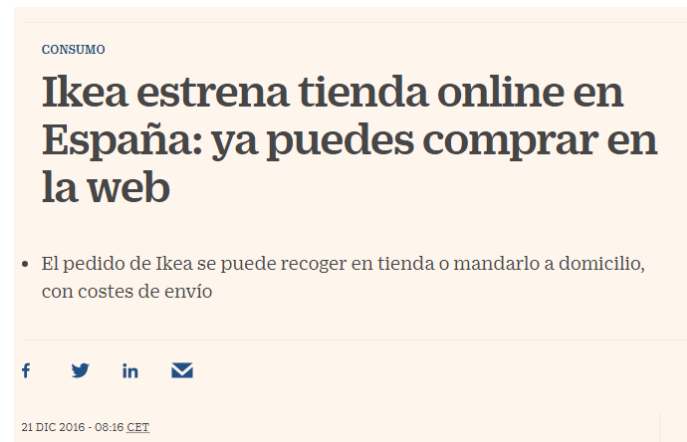 CONSUMO
Ikea estrena tienda online en
España: ya puedes comprar en
la web
• El pedido de Ikea se puede recoger en tienda o mandarlo a domicilio,
con costes de envío
21 DIC 2016 - 08:16 CET